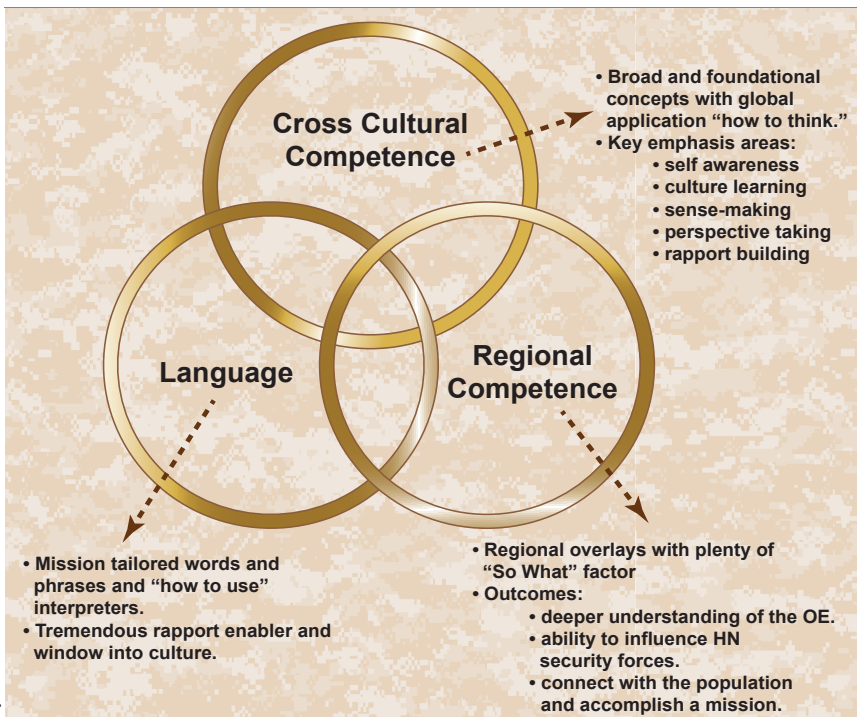 Cross Cultural
Competence
• Broad and foundational
concepts with global
application “how to think.”
• Key emphasis areas:
• self awareness
• culture learning
• sense-making
• perspective taking
• rapport building
Language
Regional
Competence
• Mission tailored words and
phrases and “how to use”
interpreters.
• Tremendous rapport enabler and
window into culture.
• Regional overlays with plenty of
“So What” factor
• Outcomes:
• deeper understanding of the OE.
• ability to influence HN
security forces.
• connect with the population
and accomplish a mission.